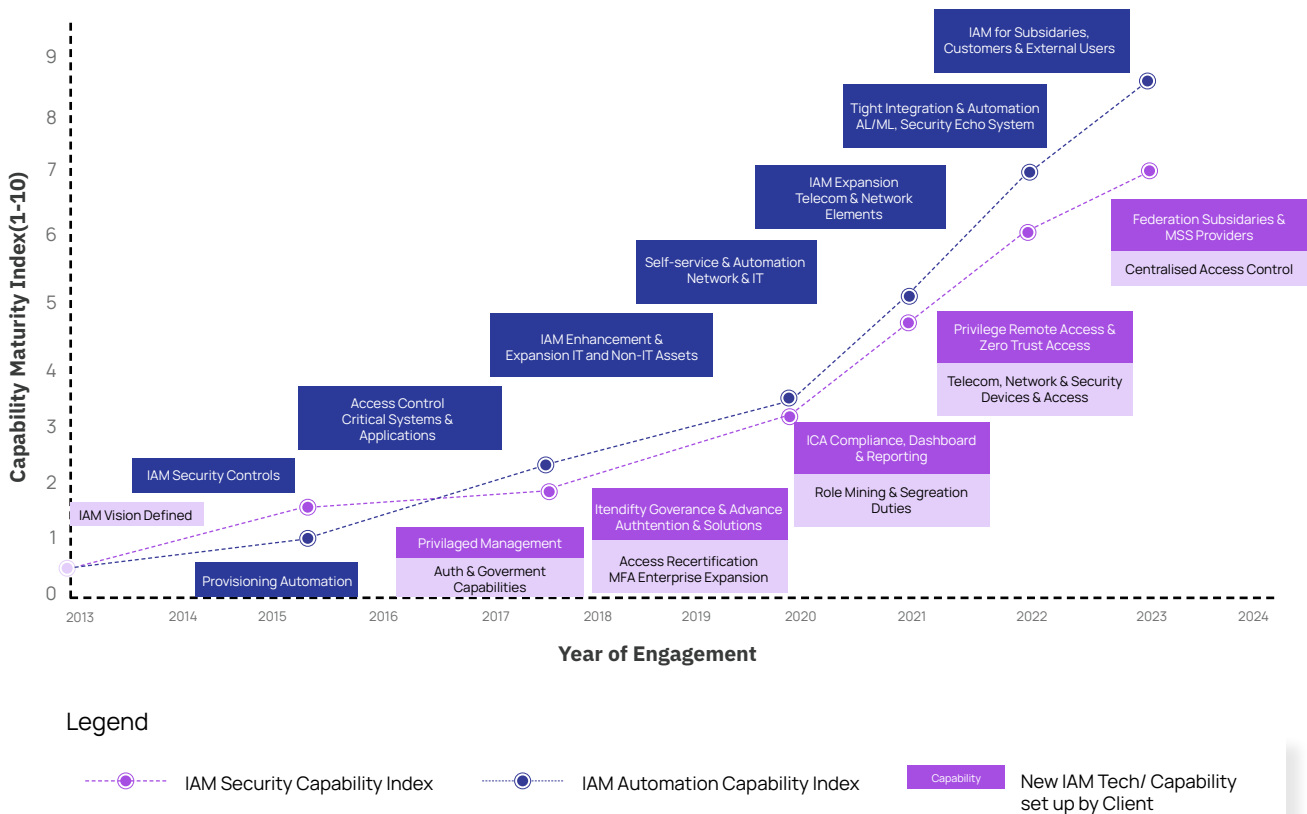 IAM for Subsidaries,
Customers & External Users
9
Tight Integration & Automation
AL/ML, Security Echo System
8
IAM Expansion
Telecom & Network
Elements
7
Federation Subsidaries &
MSS Providers
Centralised Access Control
6
Self-service & Automation
Network & IT
5
Privilege Remote Access &
Zero Trust Access
Telecom, Network & Security
Devices & Access
IAM Enhancement &
Expansion IT and Non-IT Assets
4
Access Control
Critical Systems &
Applications
3
ICA Compliance, Dashboard
& Reporting
Role Mining & Segreation
Duties
IAM Security Controls
2
Itendifty Goverance & Advance
Authtention & Solutions
Access Recertification
MFA Enterprise Expansion
IAM Vision Defined
1
Privilaged Management
Auth & Goverment
Capabilities
Provisioning Automation
0
Capability Maturity Index(1-10)
2013
2014
2015
2016
2017
2018
2019
2020
2021
2022
2023
2024
Year of Engagement
Legend
IAM Security Capability Index
IAM Automation Capability Index
Capability
New IAM Tech/ Capability
set up by Client